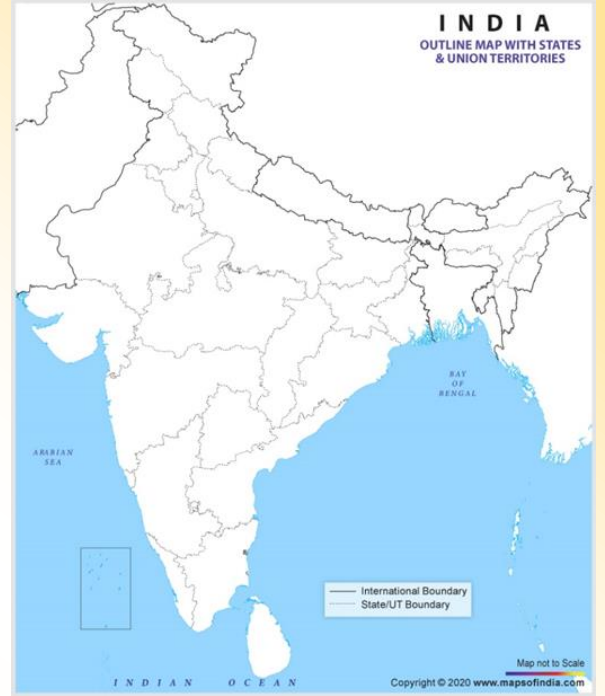 INDIA
OUTLINE MAP WITH STATES
& UNION TERRITORIES
BAY
OF
BENGAL
ARABIAN
SEA
International Boundary
State/UT Boundary
Map not to Scale
INDIAN OCEAN
Copyright © 2020 www.mapsofindia.com